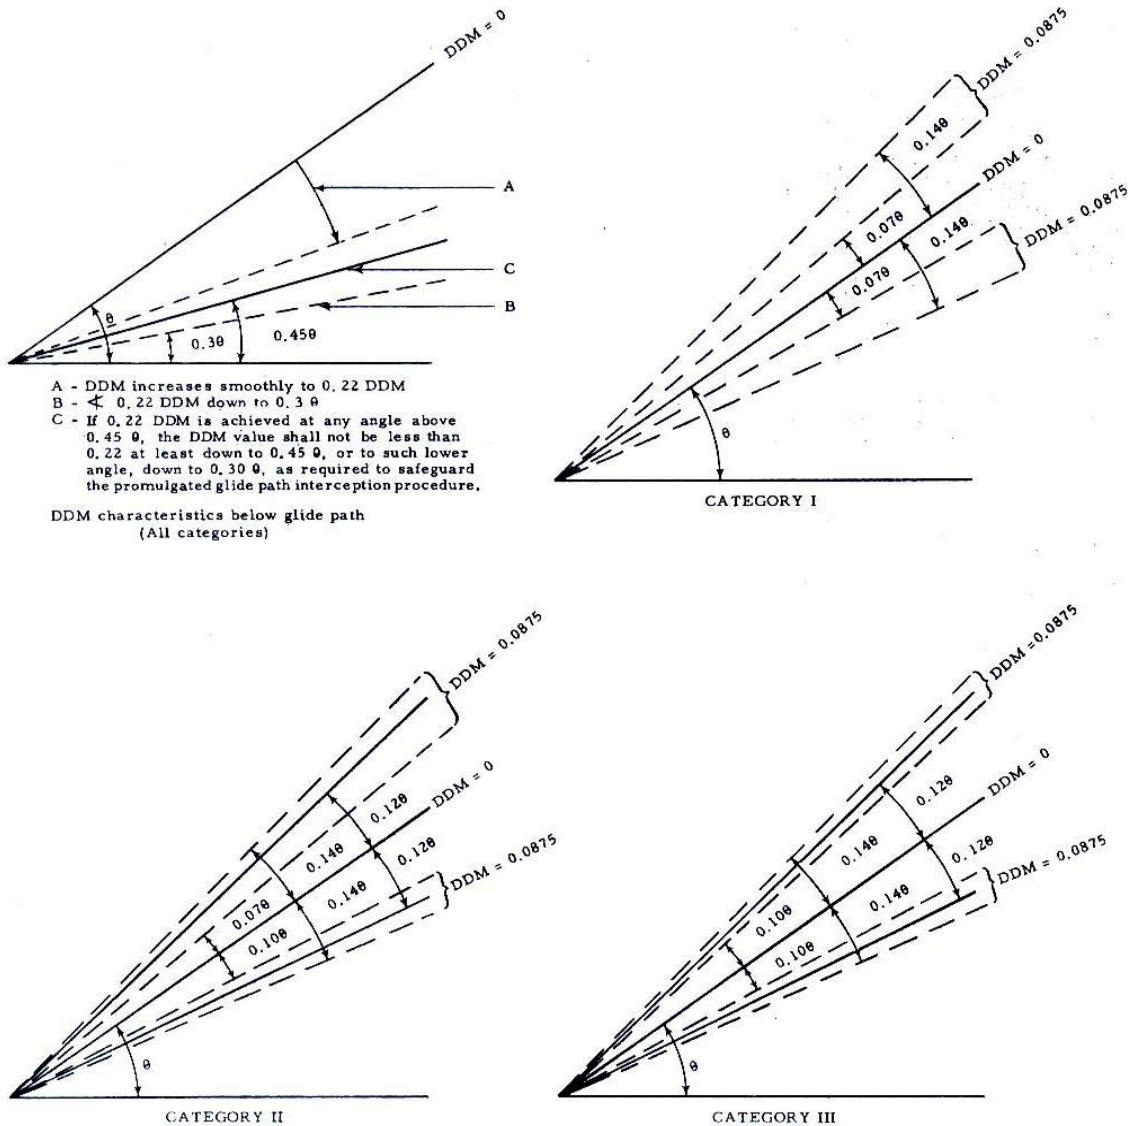 DDM = 0
A
C
B
θ
0.3θ
0.45θ
A - DDM increases smoothly to 0.22 DDM
B - ∢ 0.22 DDM down to 0.3 θ
C - If 0.22 DDM is achieved at any angle above
0.45 θ, the DDM value shall not be less than
0.22 at least down to 0.45 θ, or to such lower
angle, down to 0.30 θ, as required to safeguard
the promulgated glide path interception procedure.
DDM characteristics below glide path
(All categories)
DDM = 0.0875
0.14θ
DDM = 0
0.07θ
0.14θ
DDM = 0.0875
0.07θ
θ
CATEGORY I
DDM = 0.0875
DDM = 0
0.12θ
0.14θ
0.12θ
DDM = 0.0875
0.07θ
0.14θ
0.10θ
θ
CATEGORY II
DDM = 0.0875
DDM = 0
0.12θ
0.14θ
0.12θ
DDM = 0.0875
0.10θ
0.14θ
0.10θ
θ
CATEGORY III